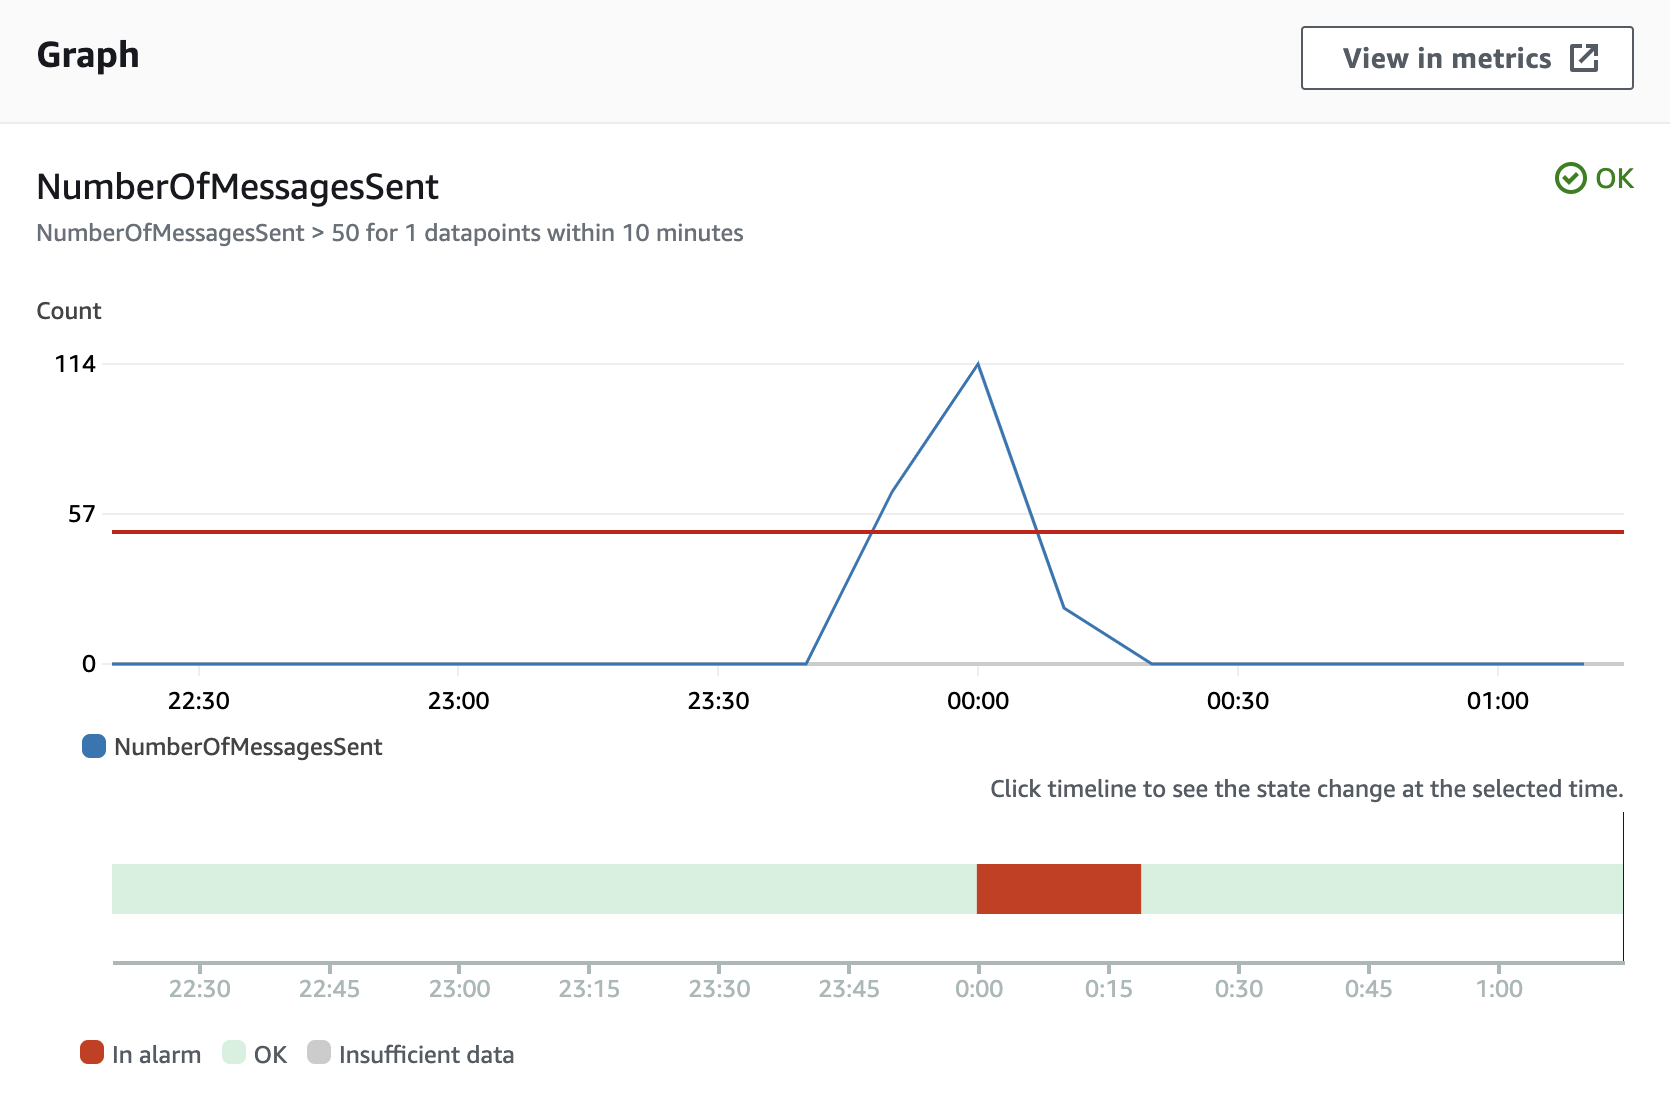 Graph
View in metrics
NumberOfMessagesSent
OK
NumberOfMessagesSent > 50 for 1 datapoints within 10 minutes
Count
114
57
0
22:30 23:00 23:30 00:00 00:30 01:00
NumberOfMessagesSent
Click timeline to see the state change at the selected time.
22:30 22:45 23:00 23:15 23:30 23:45 0:00 0:15 0:30 0:45 1:00
In alarm OK Insufficient data